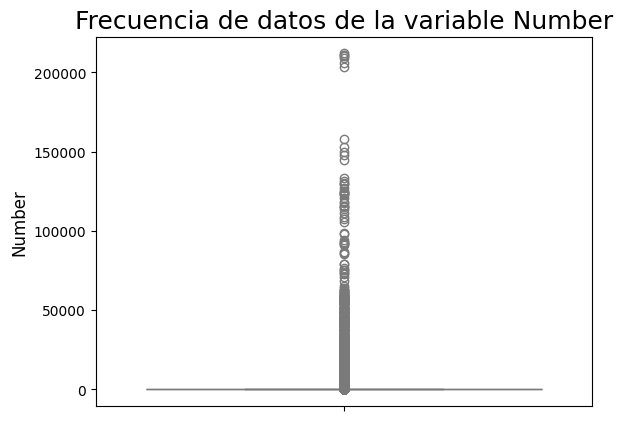 Frecuencia de datos de la variable Number
200000
150000
100000
50000
0
Number